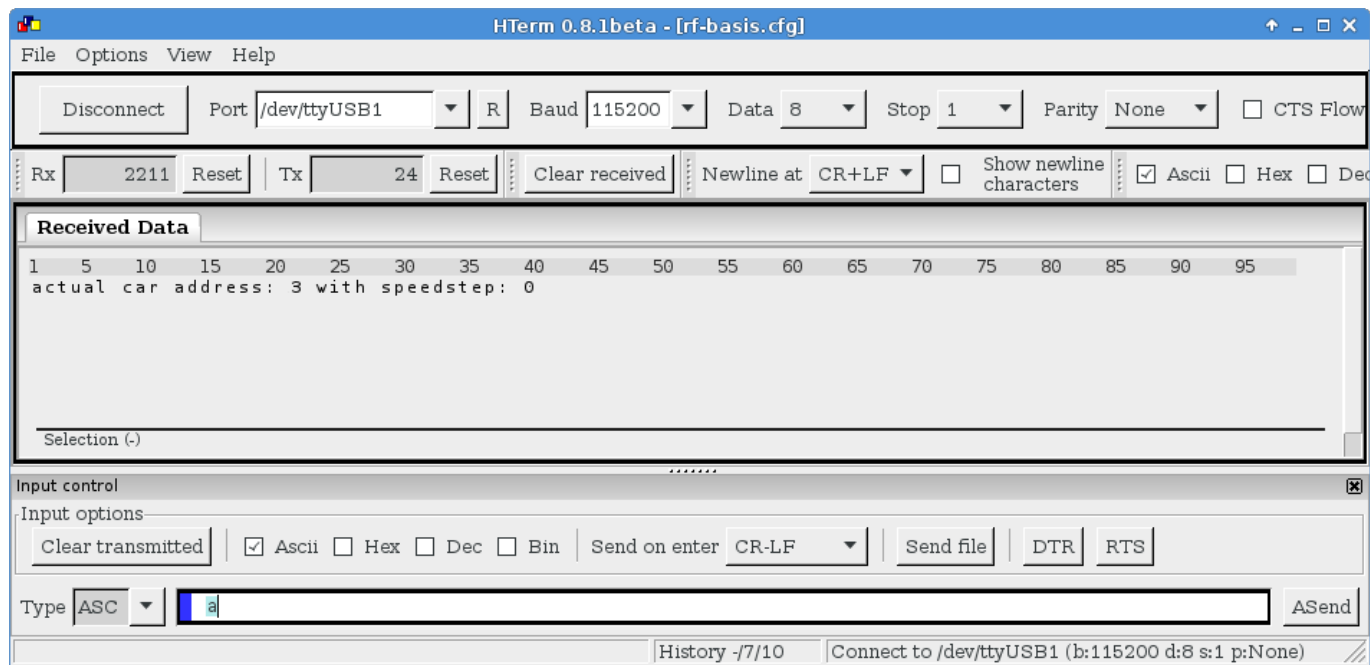 HTerm 0.8.1beta - [rf-basis.cfg]
File Options View Help
Disconnect Port /dev/ttyUSB1 R Baud 115200 Data 8 Stop 1 Parity None CTS Flow
Rx 2211 Reset Tx 24 Reset Clear received Newline at CR+LF Show newline characters Ascii Hex Dec
Received Data
1 5 10 15 20 25 30 35 40 45 50 55 60 65 70 75 80 85 90 95
actual car address: 3 with speedstep: 0
Selection (-)
Input control
Input options
Clear transmitted Ascii Hex Dec Bin Send on enter CR-LF Send file DTR RTS
Type ASC a ASend
History -/7/10 Connect to /dev/ttyUSB1 (b:115200 d:8 s:1 p:None)